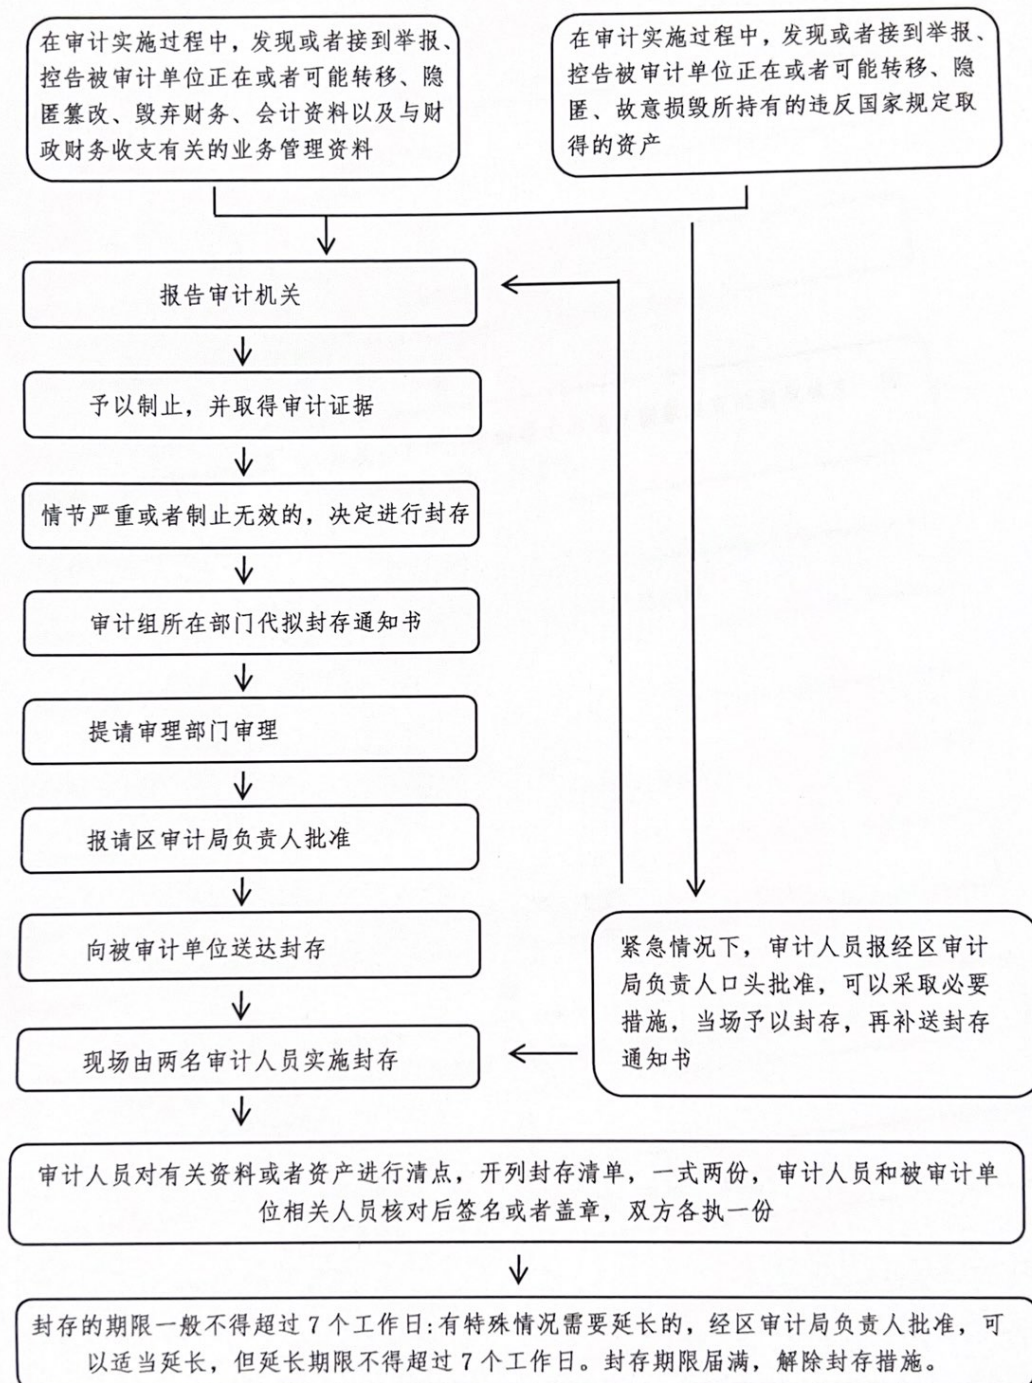 在审计实施过程中，发现或者接到举报、
控告被审计单位正在或者可能转移、隐
匿篡改、毁弃财务、会计资料以及与财
政财务收支有关的业务管理资料
在审计实施过程中，发现或者接到举报、
控告被审计单位正在或者可能转移、隐
匿、故意损毁所持有的违反国家规定取
得的资产
报告审计机关
予以制止，并取得审计证据
情节严重或者制止无效的，决定进行封存
审计组所在部门代拟封存通知书
提请审理部门审理
报请区审计局负责人批准
向被审计单位送达封存
紧急情况下，审计人员报经区审计
局负责人口头批准，可以采取必要
措施，当场予以封存，再补送封存
通知书
现场由两名审计人员实施封存
审计人员对有关资料或者资产进行清点，开列封存清单，一式两份，审计人员和被审计单
位相关人员核对后签名或者盖章，双方各执一份
封存的期限一般不得超过7个工作日:有特殊情况需要延长的，经区审计局负责人批准，可
以适当延长，但延长期限不得超过7个工作日。封存期限届满，解除封存措施。